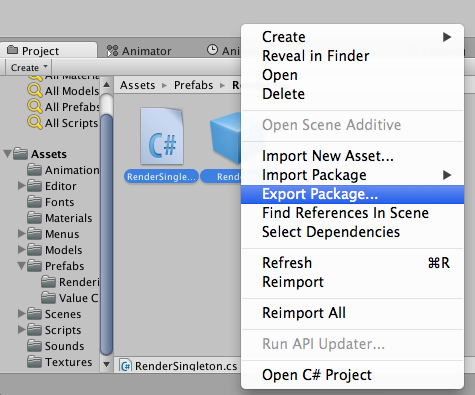 Project
Animator
Ani
Create
All Materi
All Models
All Prefabs
All Scripts
Assets
Animation
Editor
Fonts
Materials
Menus
Models
Prefabs
Renderi
Value C
Scenes
Scripts
Sounds
Textures
Assets Prefabs Re
C#
RenderSingle...
Rend
RenderSingleton.cs
Create
Reveal in Finder
Open
Delete
Open Scene Additive
Import New Asset...
Import Package
Export Package...
Find References In Scene
Select Dependencies
Refresh ⌘R
Reimport
Reimport All
Run API Updater...
Open C# Project